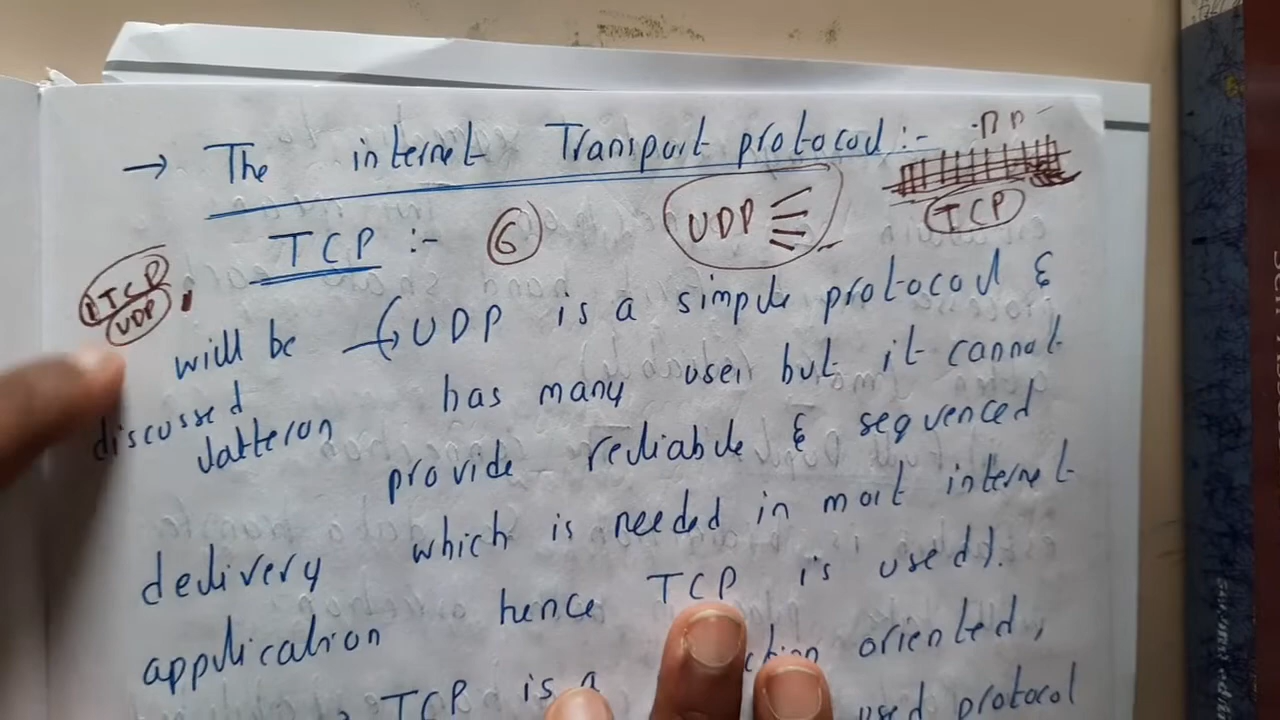 → The internet Transport protocol :-
TCP :- 6 UDP TCP
TCP
UDP
will be discussed latteron
(UDP is a simple protocol &
has many uses but it cannot
provide reliable & sequenced
delivery which is needed in most internet
application hence TCP is used).
TCP is a oriented,
used protocol